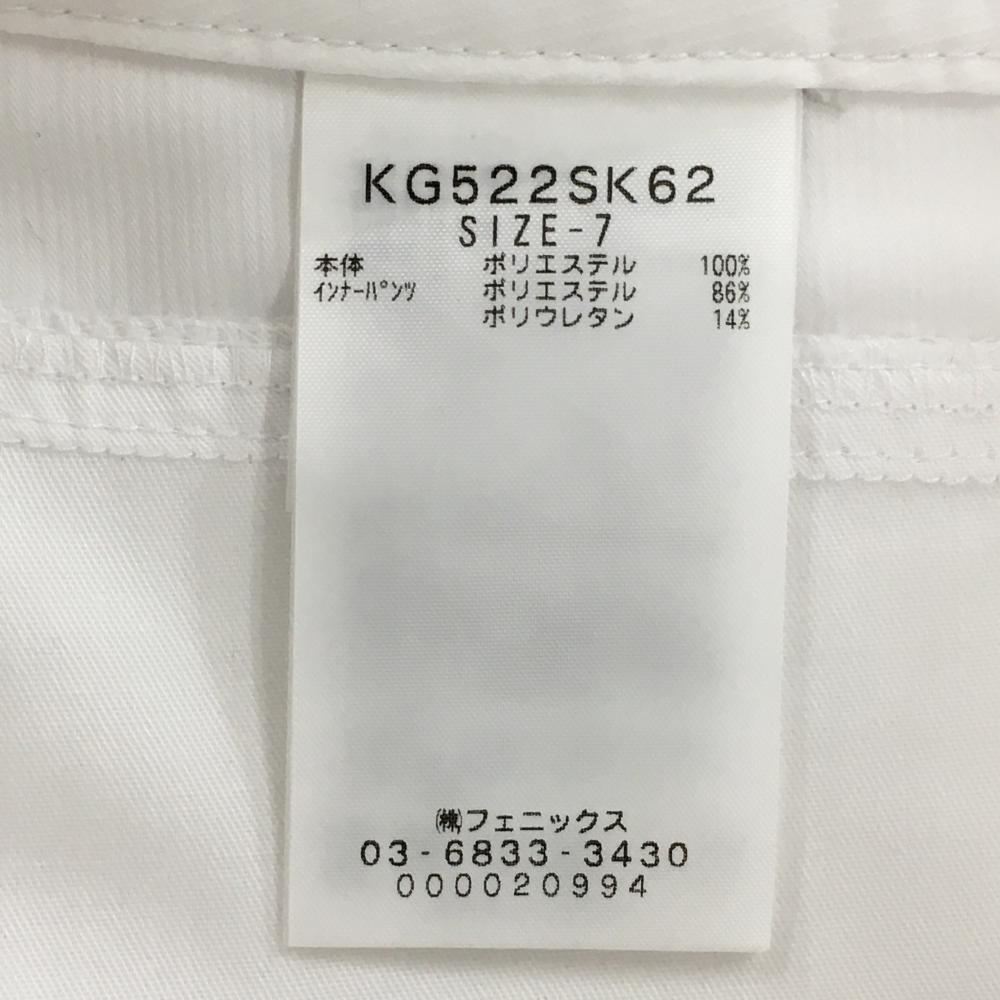 KG522SK62
SIZE-7
本体 ポリエステル 100%
インナーパンツ ポリエステル 86%
ポリウレタン 14%
㈱フェニックス
03-6833-3430
000020994